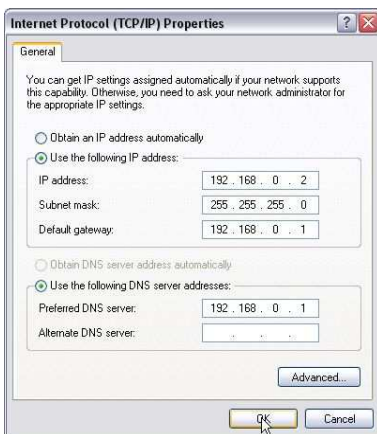 Internet Protocol (TCP/IP) Properties
General
You can get IP settings assigned automatically if your network supports
this capability. Otherwise, you need to ask your network administrator for
the appropriate IP settings.
Obtain an IP address automatically
Use the following IP address:
IP address: 192 . 168 . 0 . 2
Subnet mask: 255 . 255 . 255 . 0
Default gateway: 192 . 168 . 0 . 1
Obtain DNS server address automatically
Use the following DNS server addresses:
Preferred DNS server: 192 . 168 . 0 . 1
Alternate DNS server: . . .
Advanced...
OK Cancel